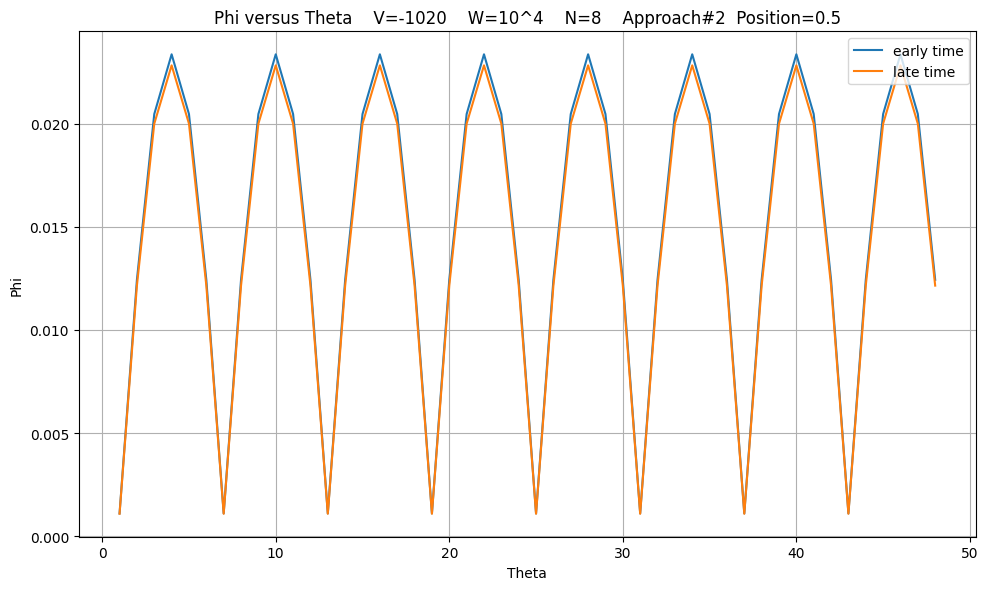 Phi versus Theta    V=-1020    W=10^4    N=8    Approach#2  Position=0.5
early time
late time
Phi
0.020
0.015
0.010
0.005
0.000
0
10
20
30
40
50
Theta